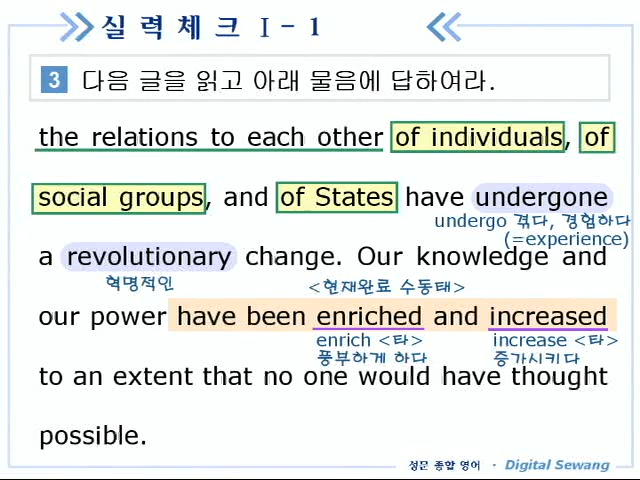 실 력 체 크 I - 1
3 다음 글을 읽고 아래 물음에 답하여라.
the relations to each other of individuals, of
social groups, and of States have undergone
undergo 겪다, 경험하다
(=experience)
a revolutionary change. Our knowledge and
혁명적인 <현재완료 수동태>
our power have been enriched and increased
enrich <타> increase <타>
풍부하게 하다 증가시키다
to an extent that no one would have thought
possible.
성문 종합 영어 · Digital Sewang